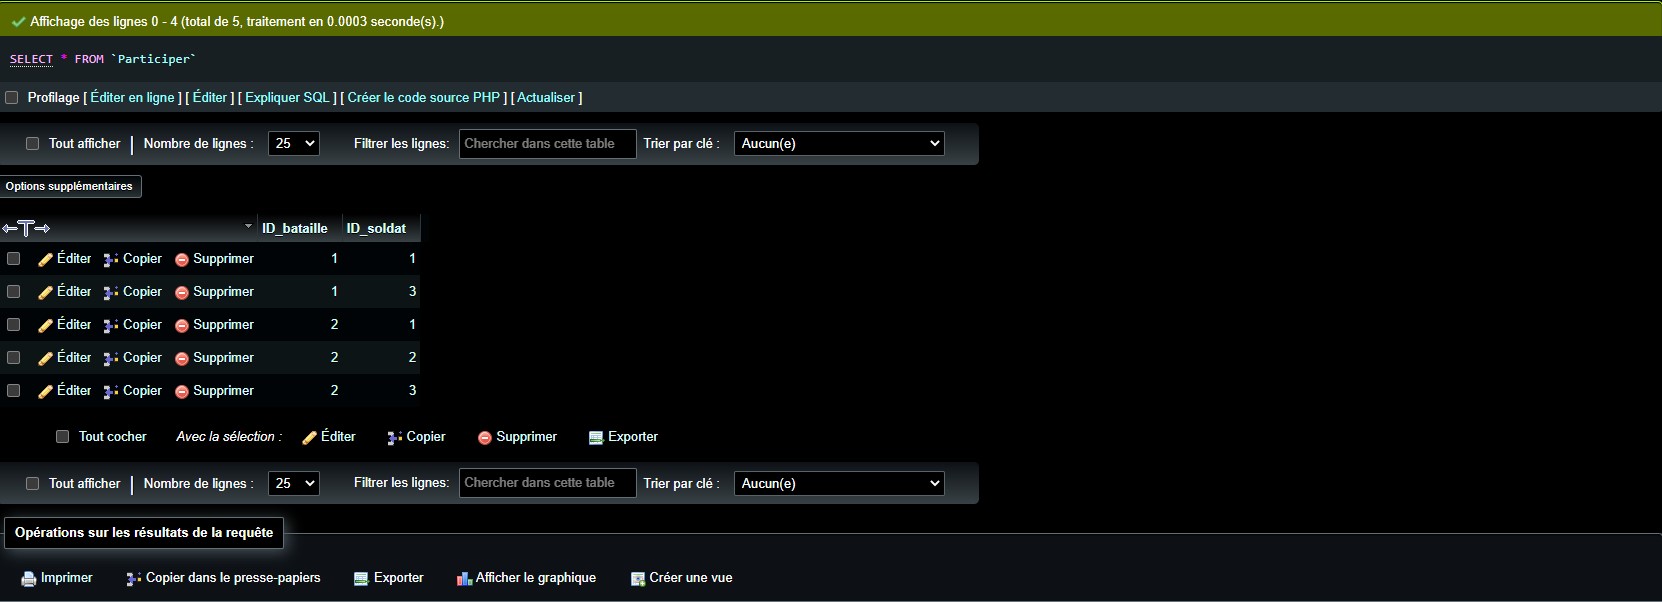 Affichage des lignes 0 - 4 (total de 5, traitement en 0.0003 seconde(s).)
SELECT * FROM `Participer`
Profilage [ Éditer en ligne ] [ Éditer ] [ Expliquer SQL ] [ Créer le code source PHP ] [ Actualiser ]
Tout afficher | Nombre de lignes : 25 Filtrer les lignes: Chercher dans cette table Trier par clé : Aucun(e)
Options supplémentaires
ID_bataille ID_soldat
Éditer Copier Supprimer 1 1
Éditer Copier Supprimer 1 3
Éditer Copier Supprimer 2 1
Éditer Copier Supprimer 2 2
Éditer Copier Supprimer 2 3
Tout cocher Avec la sélection : Éditer Copier Supprimer Exporter
Tout afficher | Nombre de lignes : 25 Filtrer les lignes: Chercher dans cette table Trier par clé : Aucun(e)
Opérations sur les résultats de la requête
Imprimer Copier dans le presse-papiers Exporter Afficher le graphique Créer une vue